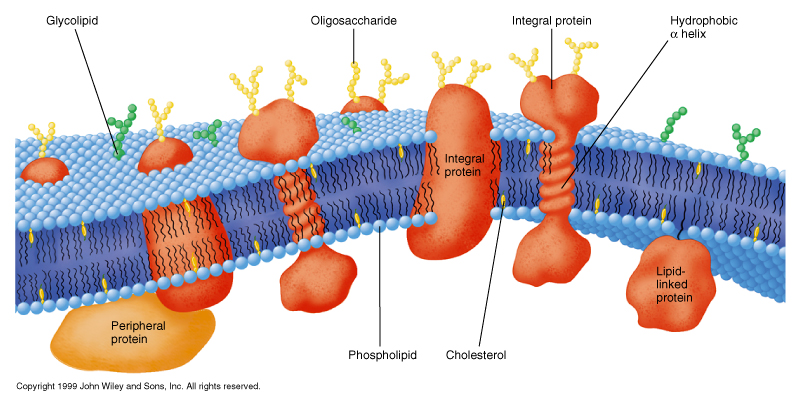 Glycolipid
Oligosaccharide
Integral protein
Hydrophobic
α helix
Integral
protein
Lipid-
linked
protein
Peripheral
protein
Phospholipid
Cholesterol
Copyright 1999 John Wiley and Sons, Inc. All rights reserved.